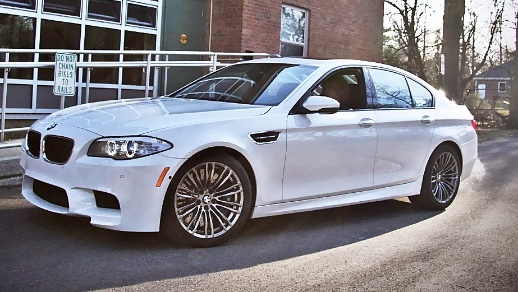 DO NOT
CHAIN
BIKES TO
RAILS